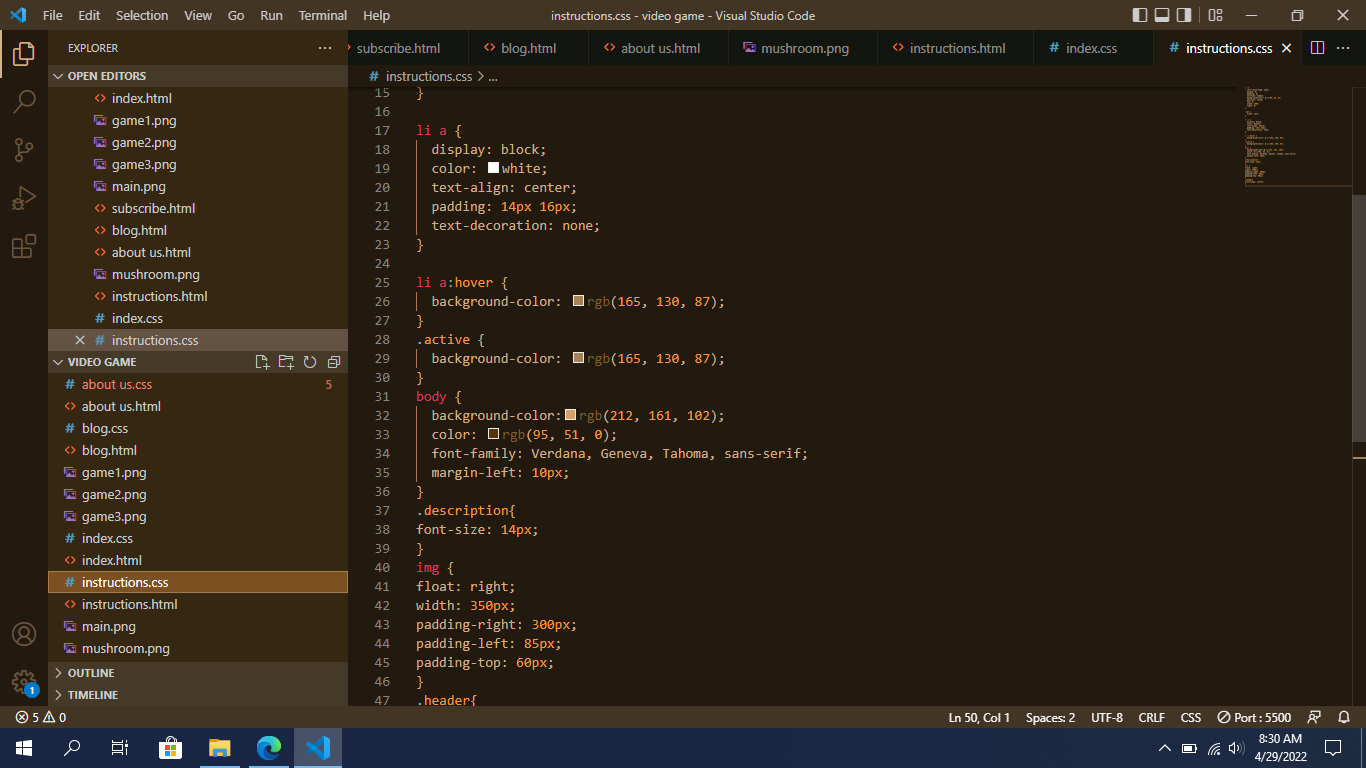 File Edit Selection View Go Run Terminal Help
instructions.css - video game - Visual Studio Code
EXPLORER
OPEN EDITORS
index.html
game1.png
game2.png
game3.png
main.png
subscribe.html
blog.html
about us.html
mushroom.png
instructions.html
# index.css
# instructions.css
VIDEO GAME
# about us.css 5
about us.html
# blog.css
blog.html
game1.png
game2.png
game3.png
# index.css
index.html
# instructions.css
instructions.html
main.png
mushroom.png
OUTLINE
TIMELINE
1
subscribe.html blog.html about us.html mushroom.png instructions.html # index.css # instructions.css
# instructions.css > ...
15 }
16
17 li a {
18 display: block;
19 color: white;
20 text-align: center;
21 padding: 14px 16px;
22 text-decoration: none;
23 }
24
25 li a:hover {
26 background-color: rgb(165, 130, 87);
27 }
28 .active {
29 background-color: rgb(165, 130, 87);
30 }
31 body {
32 background-color: rgb(212, 161, 102);
33 color: rgb(95, 51, 0);
34 font-family: Verdana, Geneva, Tahoma, sans-serif;
35 margin-left: 10px;
36 }
37 .description{
38 font-size: 14px;
39 }
40 img {
41 float: right;
42 width: 350px;
43 padding-right: 300px;
44 padding-left: 85px;
45 padding-top: 60px;
46 }
47 .header{
5 0
Ln 50, Col 1 Spaces: 2 UTF-8 CRLF CSS Port : 5500
8:30 AM
4/29/2022